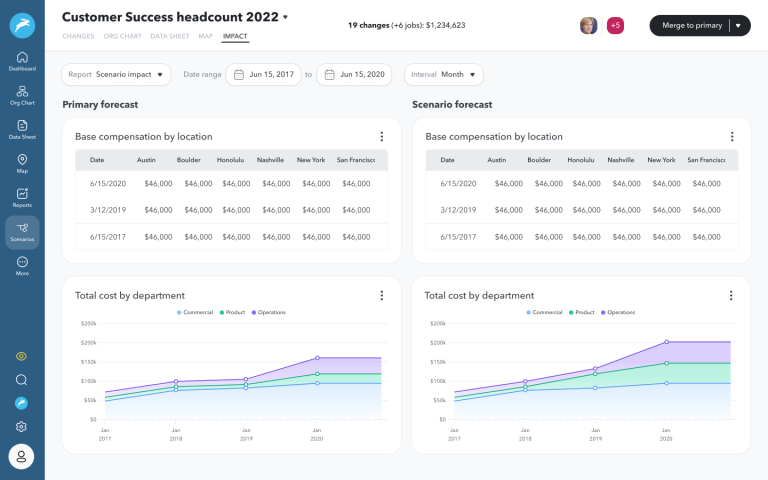 Customer Success headcount 2022
CHANGES ORG CHART DATA SHEET MAP IMPACT
19 changes (+6 jobs): $1,234,623
+5
Merge to primary
Dashboard
Org Chart
Data Sheet
Map
Reports
Scenarios
More
Report Scenario impact
Date range Jun 15, 2017 to Jun 15, 2020
Interval Month
Primary forecast
Base compensation by location
Date Austin Boulder Honolulu Nashville New York San Francisc
6/15/2020 $46,000 $46,000 $46,000 $46,000 $46,000 $46,000
3/12/2019 $46,000 $46,000 $46,000 $46,000 $46,000 $46,000
6/15/2017 $46,000 $46,000 $46,000 $46,000 $46,000 $46,000
Total cost by department
Commercial Product Operations
$200k
$200k
$150k
$100k
$50k
$0
Jan 2017
Jan 2018
Jan 2019
Jan 2020
Scenario forecast
Base compensation by location
Date Austin Boulder Honolulu Nashville New York San Francisc
6/15/2020 $46,000 $46,000 $46,000 $46,000 $46,000 $46,000
3/12/2019 $46,000 $46,000 $46,000 $46,000 $46,000 $46,000
6/15/2017 $46,000 $46,000 $46,000 $46,000 $46,000 $46,000
Total cost by department
Commercial Product Operations
$200k
$200k
$150k
$100k
$50k
$0
Jan 2017
Jan 2018
Jan 2019
Jan 2020